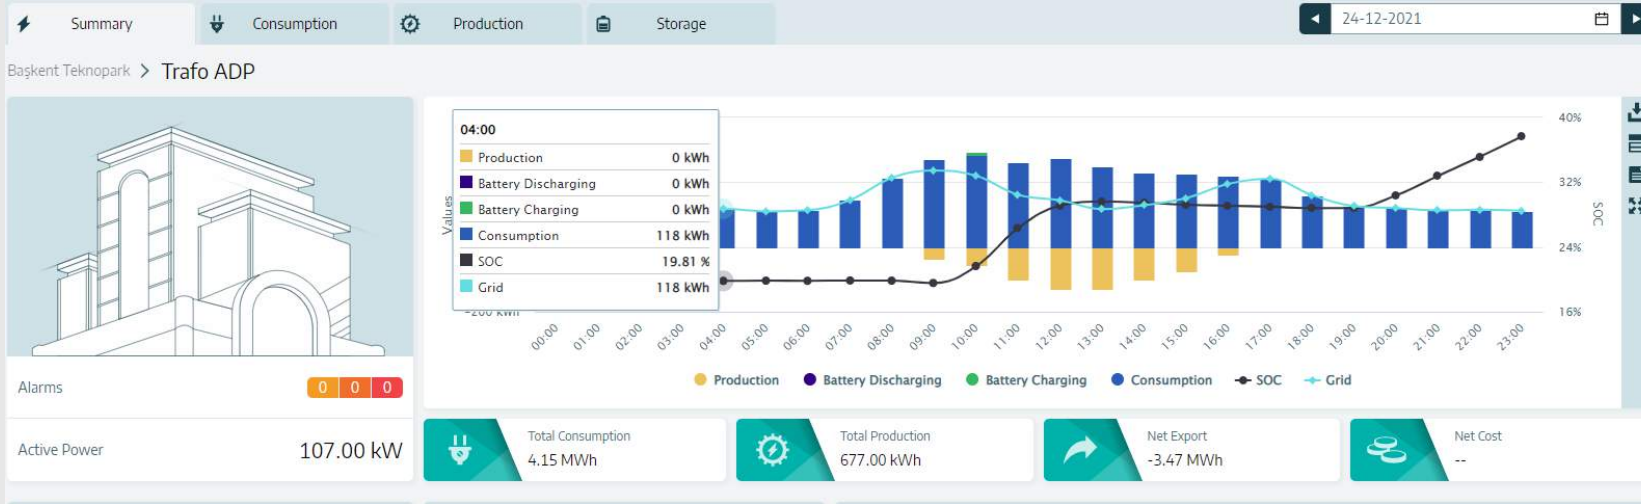 Summary
Consumption
Production
Storage
24-12-2021
Başkent Teknopark > Trafo ADP
04:00
Production 0 kWh
Battery Discharging 0 kWh
Battery Charging 0 kWh
Consumption 118 kWh
SOC 19.81 %
Grid 118 kWh
Values
-200 kWh
40%
32%
24%
16%
SOC
00:00 01:00 02:00 03:00 04:00 05:00 06:00 07:00 08:00 09:00 10:00 11:00 12:00 13:00 14:00 15:00 16:00 17:00 18:00 19:00 20:00 21:00 22:00 23:00
Production Battery Discharging Battery Charging Consumption SOC Grid
Alarms 0 0 0
Active Power 107.00 kW
Total Consumption
4.15 MWh
Total Production
677.00 kWh
Net Export
-3.47 MWh
Net Cost
--